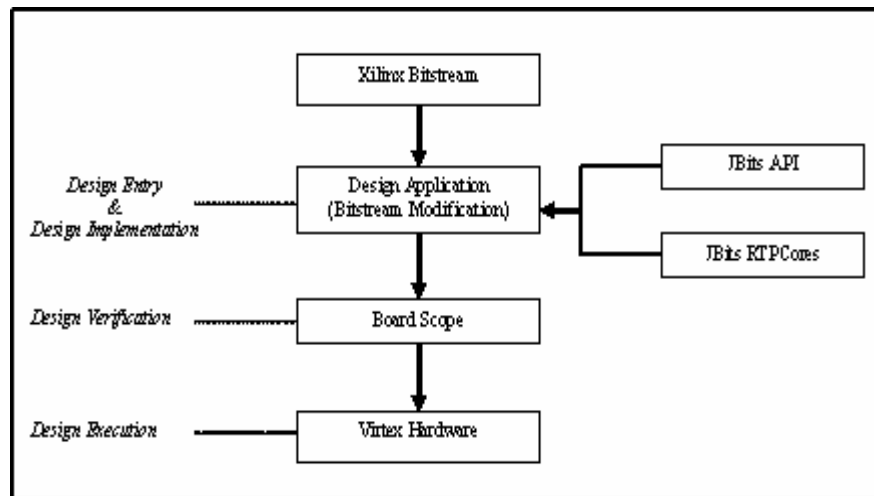 Xilinx Bitstream
Design Entry
&
Design Implementation
Design Application
(Bitstream Modification)
JBits API
JBits RTPCores
Design Verification
Board Scope
Design Execution
Virtex Hardware